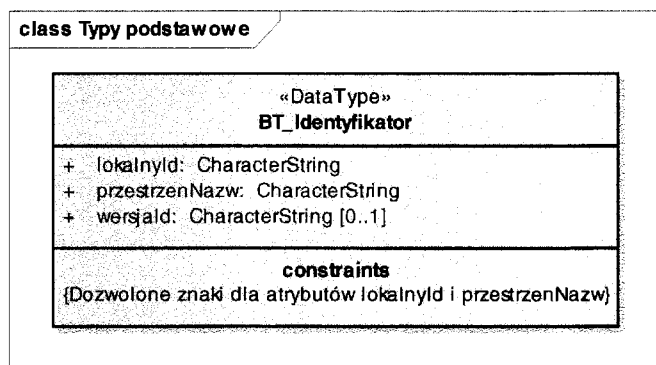 class Typy podstawowe
«DataType»
BT_Identyfikator
+ lokalnyId: CharacterString
+ przestrzenNazw: CharacterString
+ wersjaId: CharacterString [0..1]
constraints
{Dozwolone znaki dla atrybutów lokalnyId i przestrzenNazw}